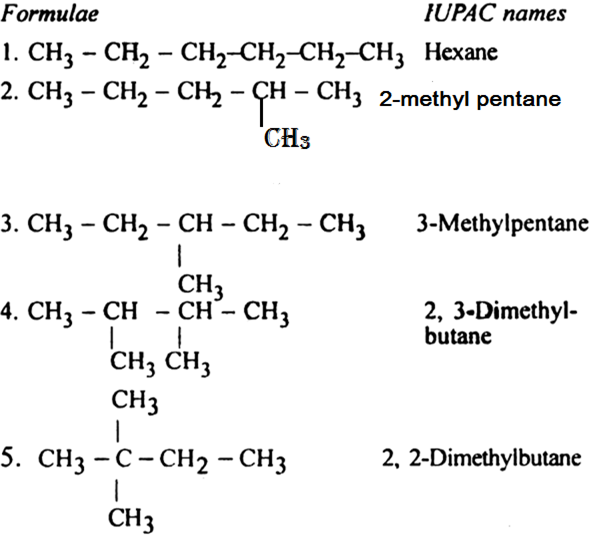 Formulae IUPAC names
1. CH₃ – CH₂ – CH₂–CH₂–CH₂–CH₃ Hexane
2. CH₃ – CH₂ – CH₂ – CH – CH₃ 2-methyl pentane
|
CH₃
3. CH₃ – CH₂ – CH – CH₂ – CH₃ 3-Methylpentane
|
CH₃
4. CH₃ – CH – CH – CH₃ 2, 3-Dimethyl-
| | butane
CH₃ CH₃
CH₃
|
5. CH₃ – C – CH₂ – CH₃ 2, 2-Dimethylbutane
|
CH₃